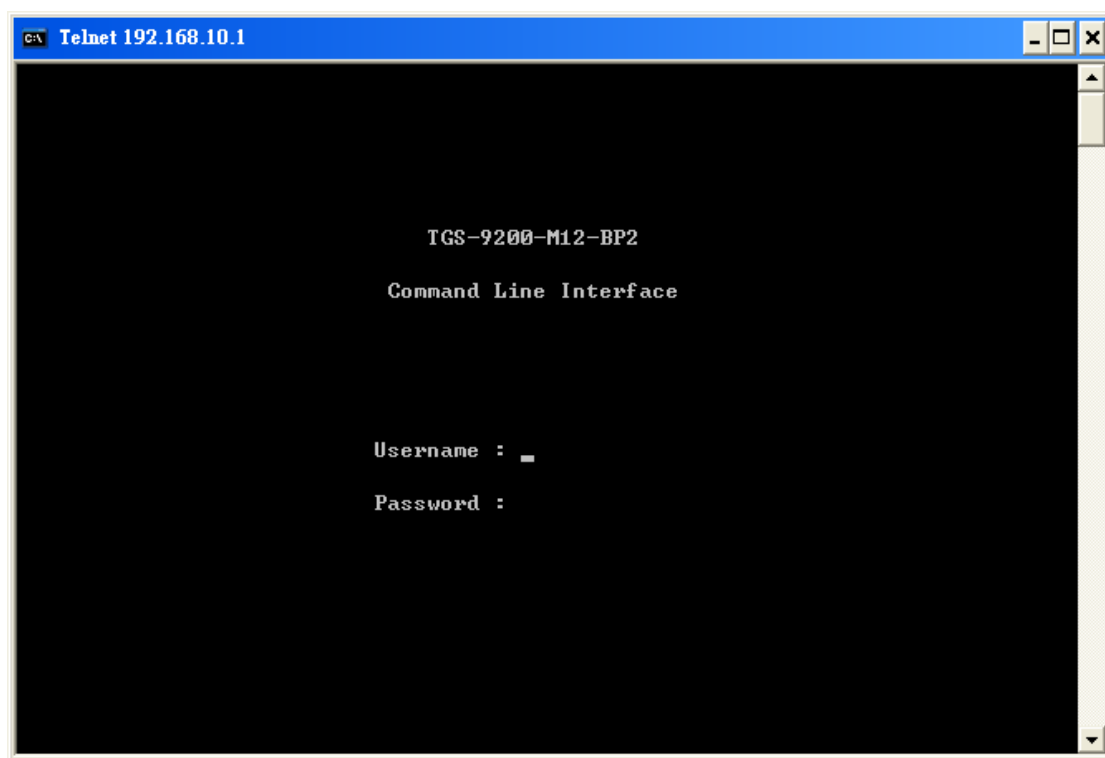 C:\ Telnet 192.168.10.1
TGS-9200-M12-BP2
Command Line Interface
Username : _
Password :